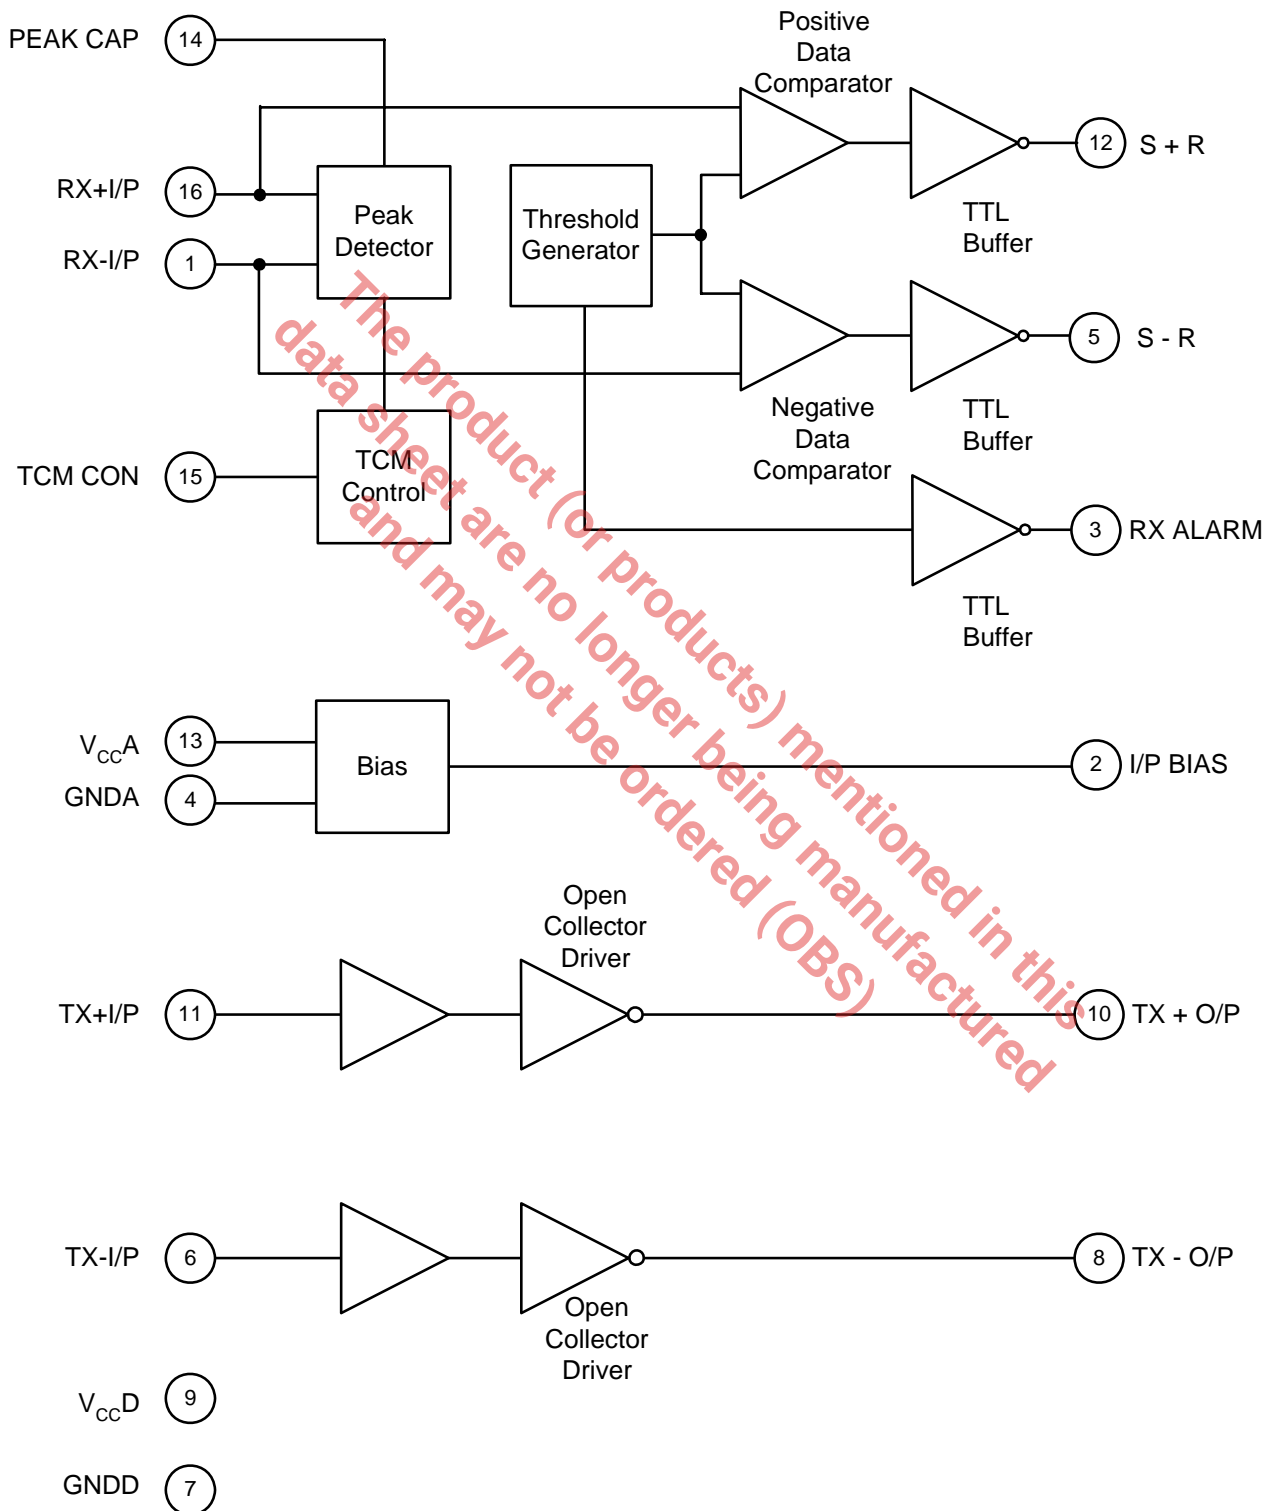 PEAK CAP 14
Positive
Data
Comparator
RX+I/P 16
RX-I/P 1
Peak
Detector
Threshold
Generator
TTL
Buffer
12 S + R
TTL
Buffer
5 S - R
Negative
Data
Comparator
TCM CON 15
TCM
Control
3 RX ALARM
TTL
Buffer
VCCA 13
GNDA 4
Bias
2 I/P BIAS
Open
Collector
Driver
TX+I/P 11
10 TX + O/P
TX-I/P 6
8 TX - O/P
Open
Collector
Driver
VCCD 9
GNDD 7
The product (or products) mentioned in this
data sheet are no longer being manufactured
and may not be ordered (OBS)